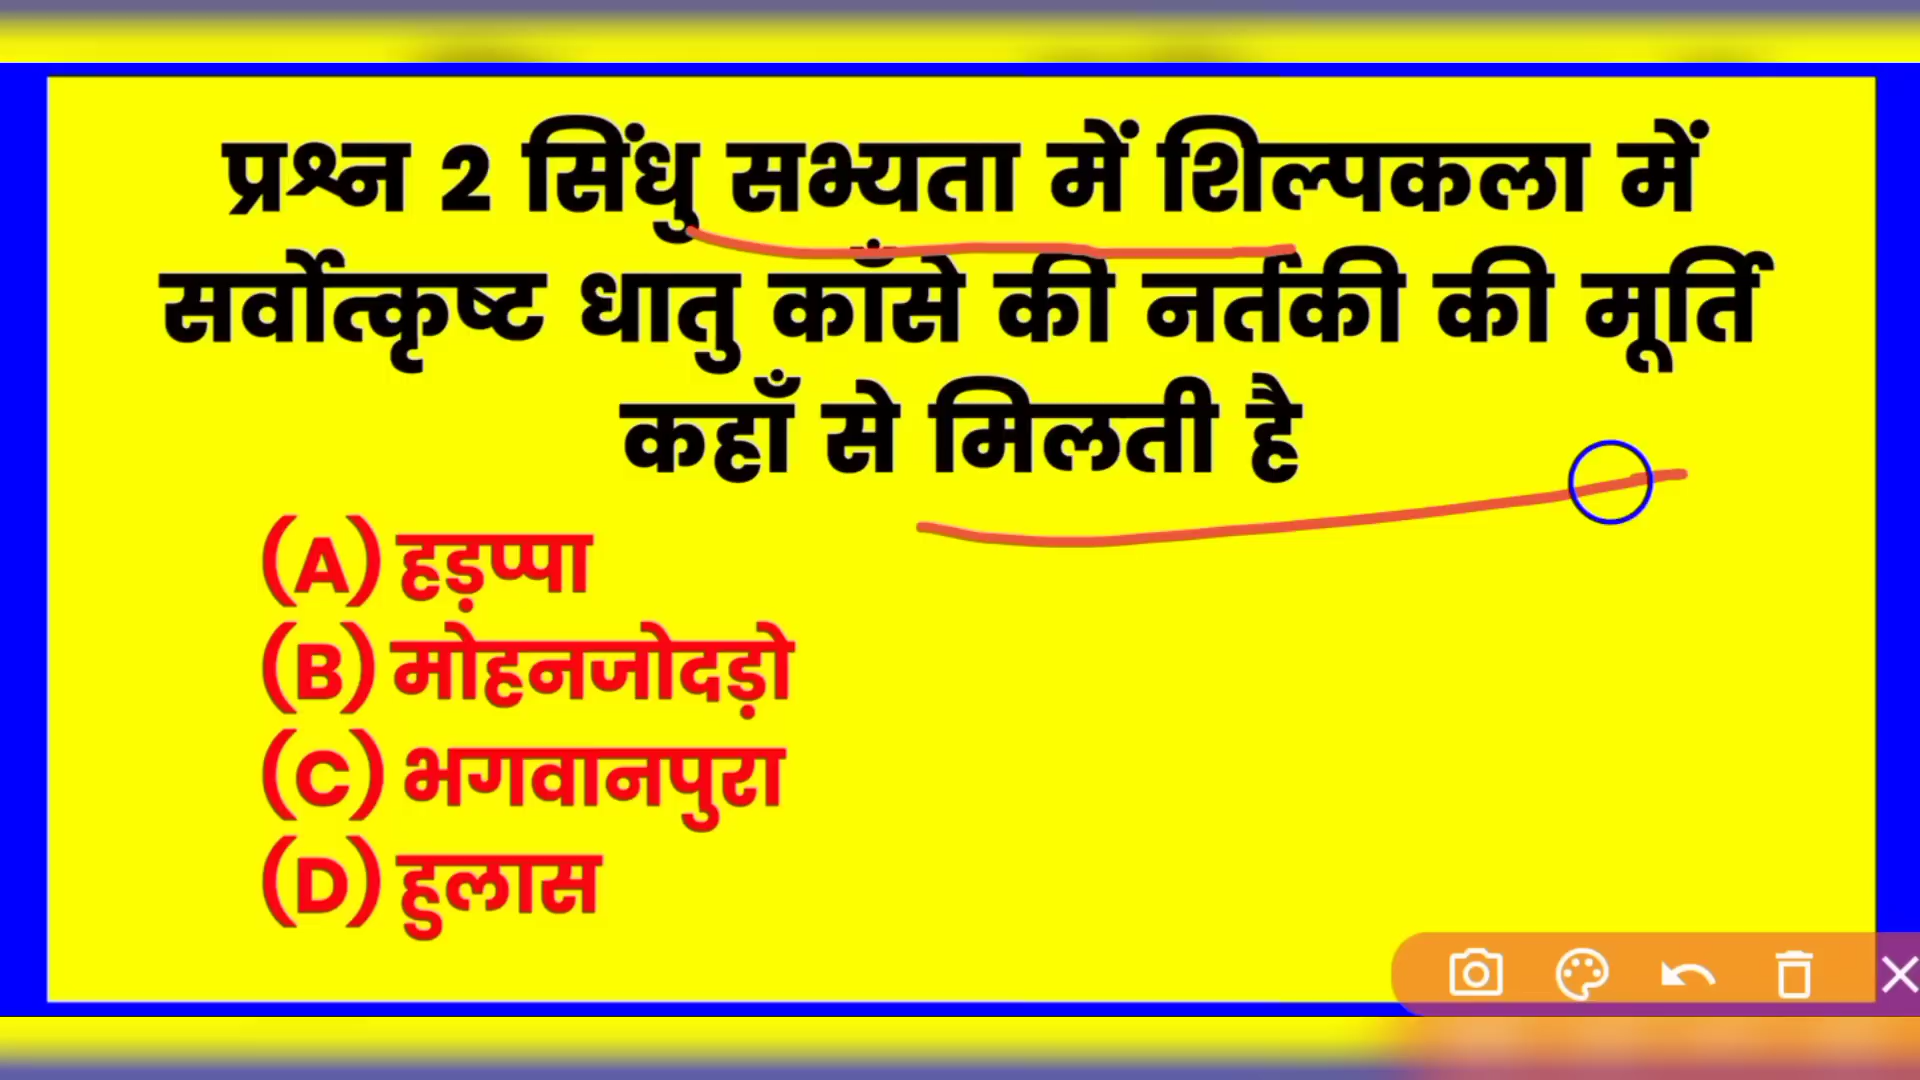 प्रश्न 2 सिंधु सभ्यता में शिल्पकला में
सर्वोत्कृष्ट धातु काँसे की नर्तकी की मूर्ति
कहाँ से मिलती है
(A) हड़प्पा
(B) मोहनजोदड़ो
(C) भगवानपुरा
(D) हुलास